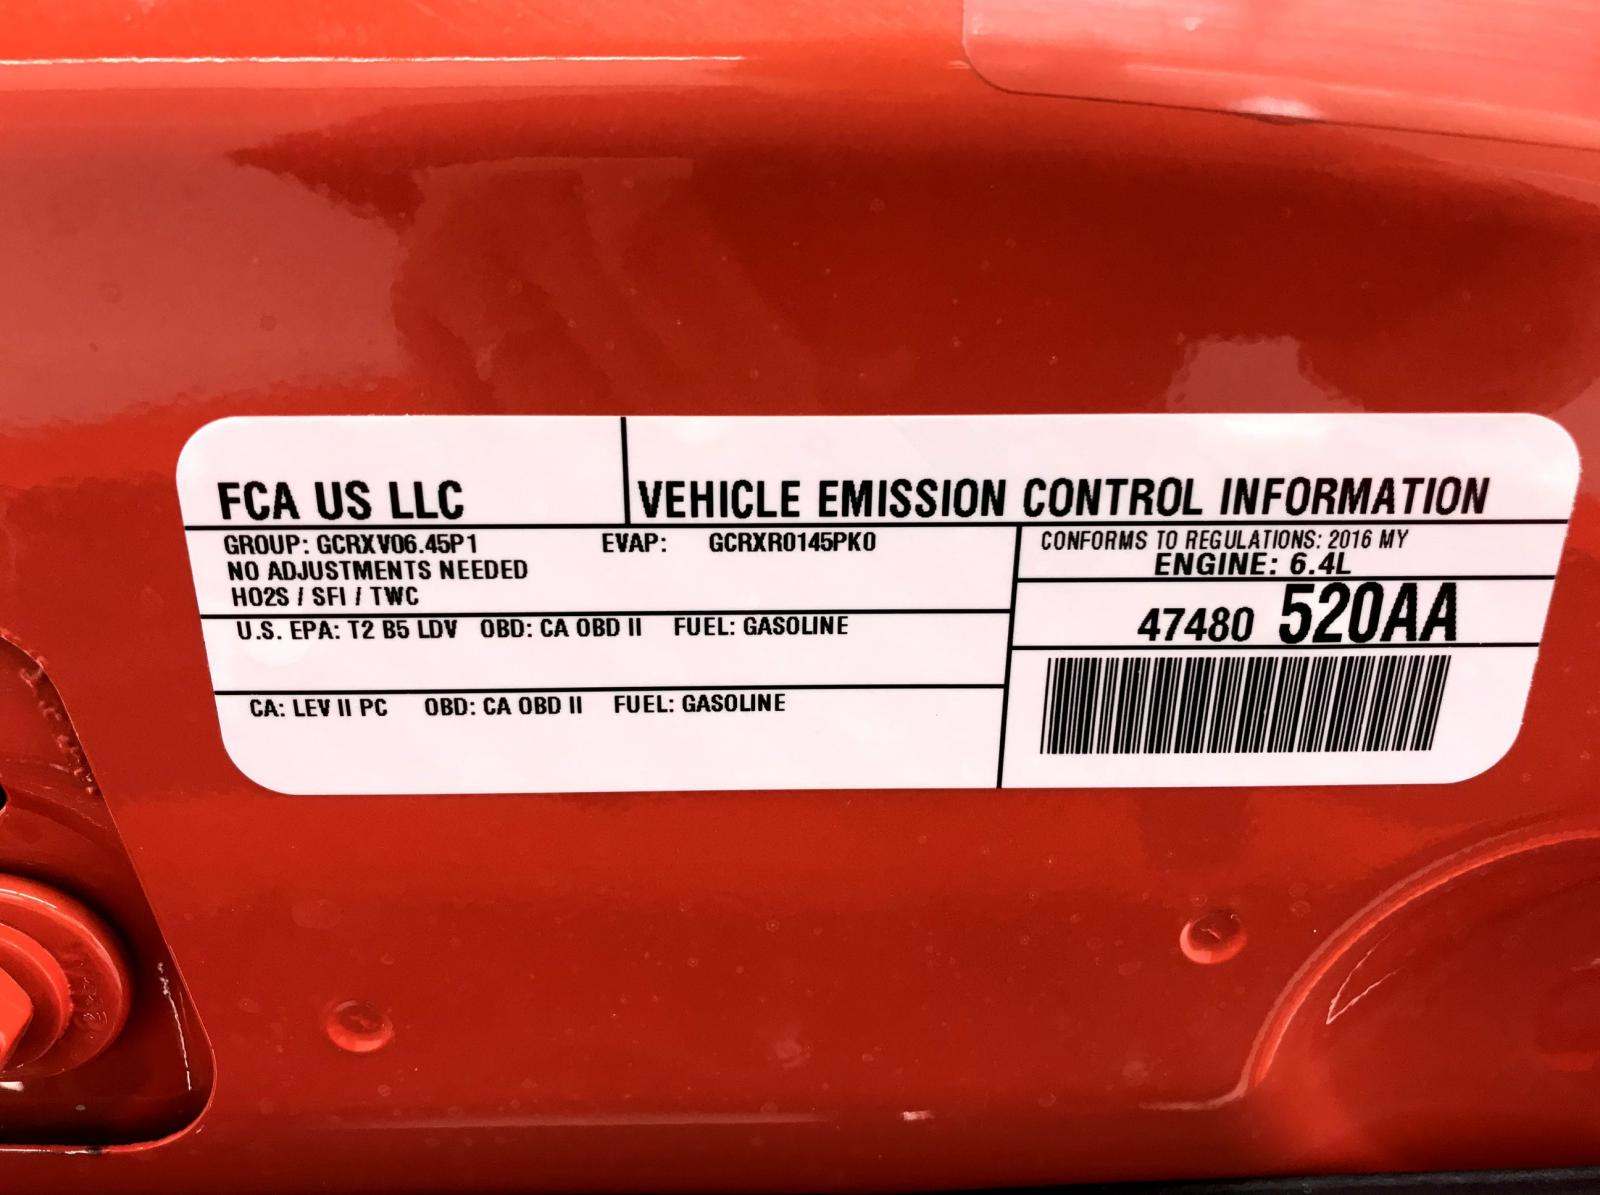 FCA US LLC
VEHICLE EMISSION CONTROL INFORMATION
GROUP: GCRXV06.45P1 EVAP: GCRXR0145PK0
NO ADJUSTMENTS NEEDED
HO2S / SFI / TWC
U.S. EPA: T2 B5 LDV OBD: CA OBD II FUEL: GASOLINE
CA: LEV II PC OBD: CA OBD II FUEL: GASOLINE
CONFORMS TO REGULATIONS: 2016 MY
ENGINE: 6.4L
47480 520AA